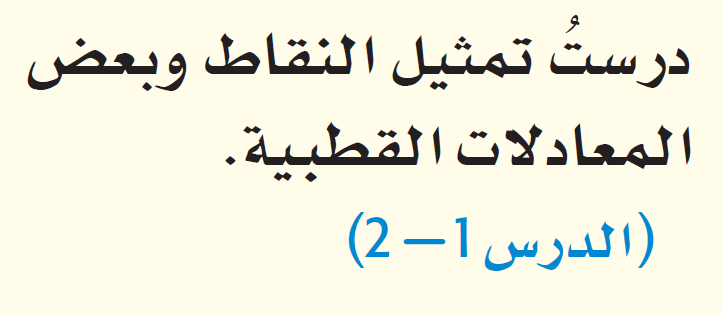 درستُ تمثيل النقاط وبعض
المعادلات القطبية.
(الدرس 1 – 2)